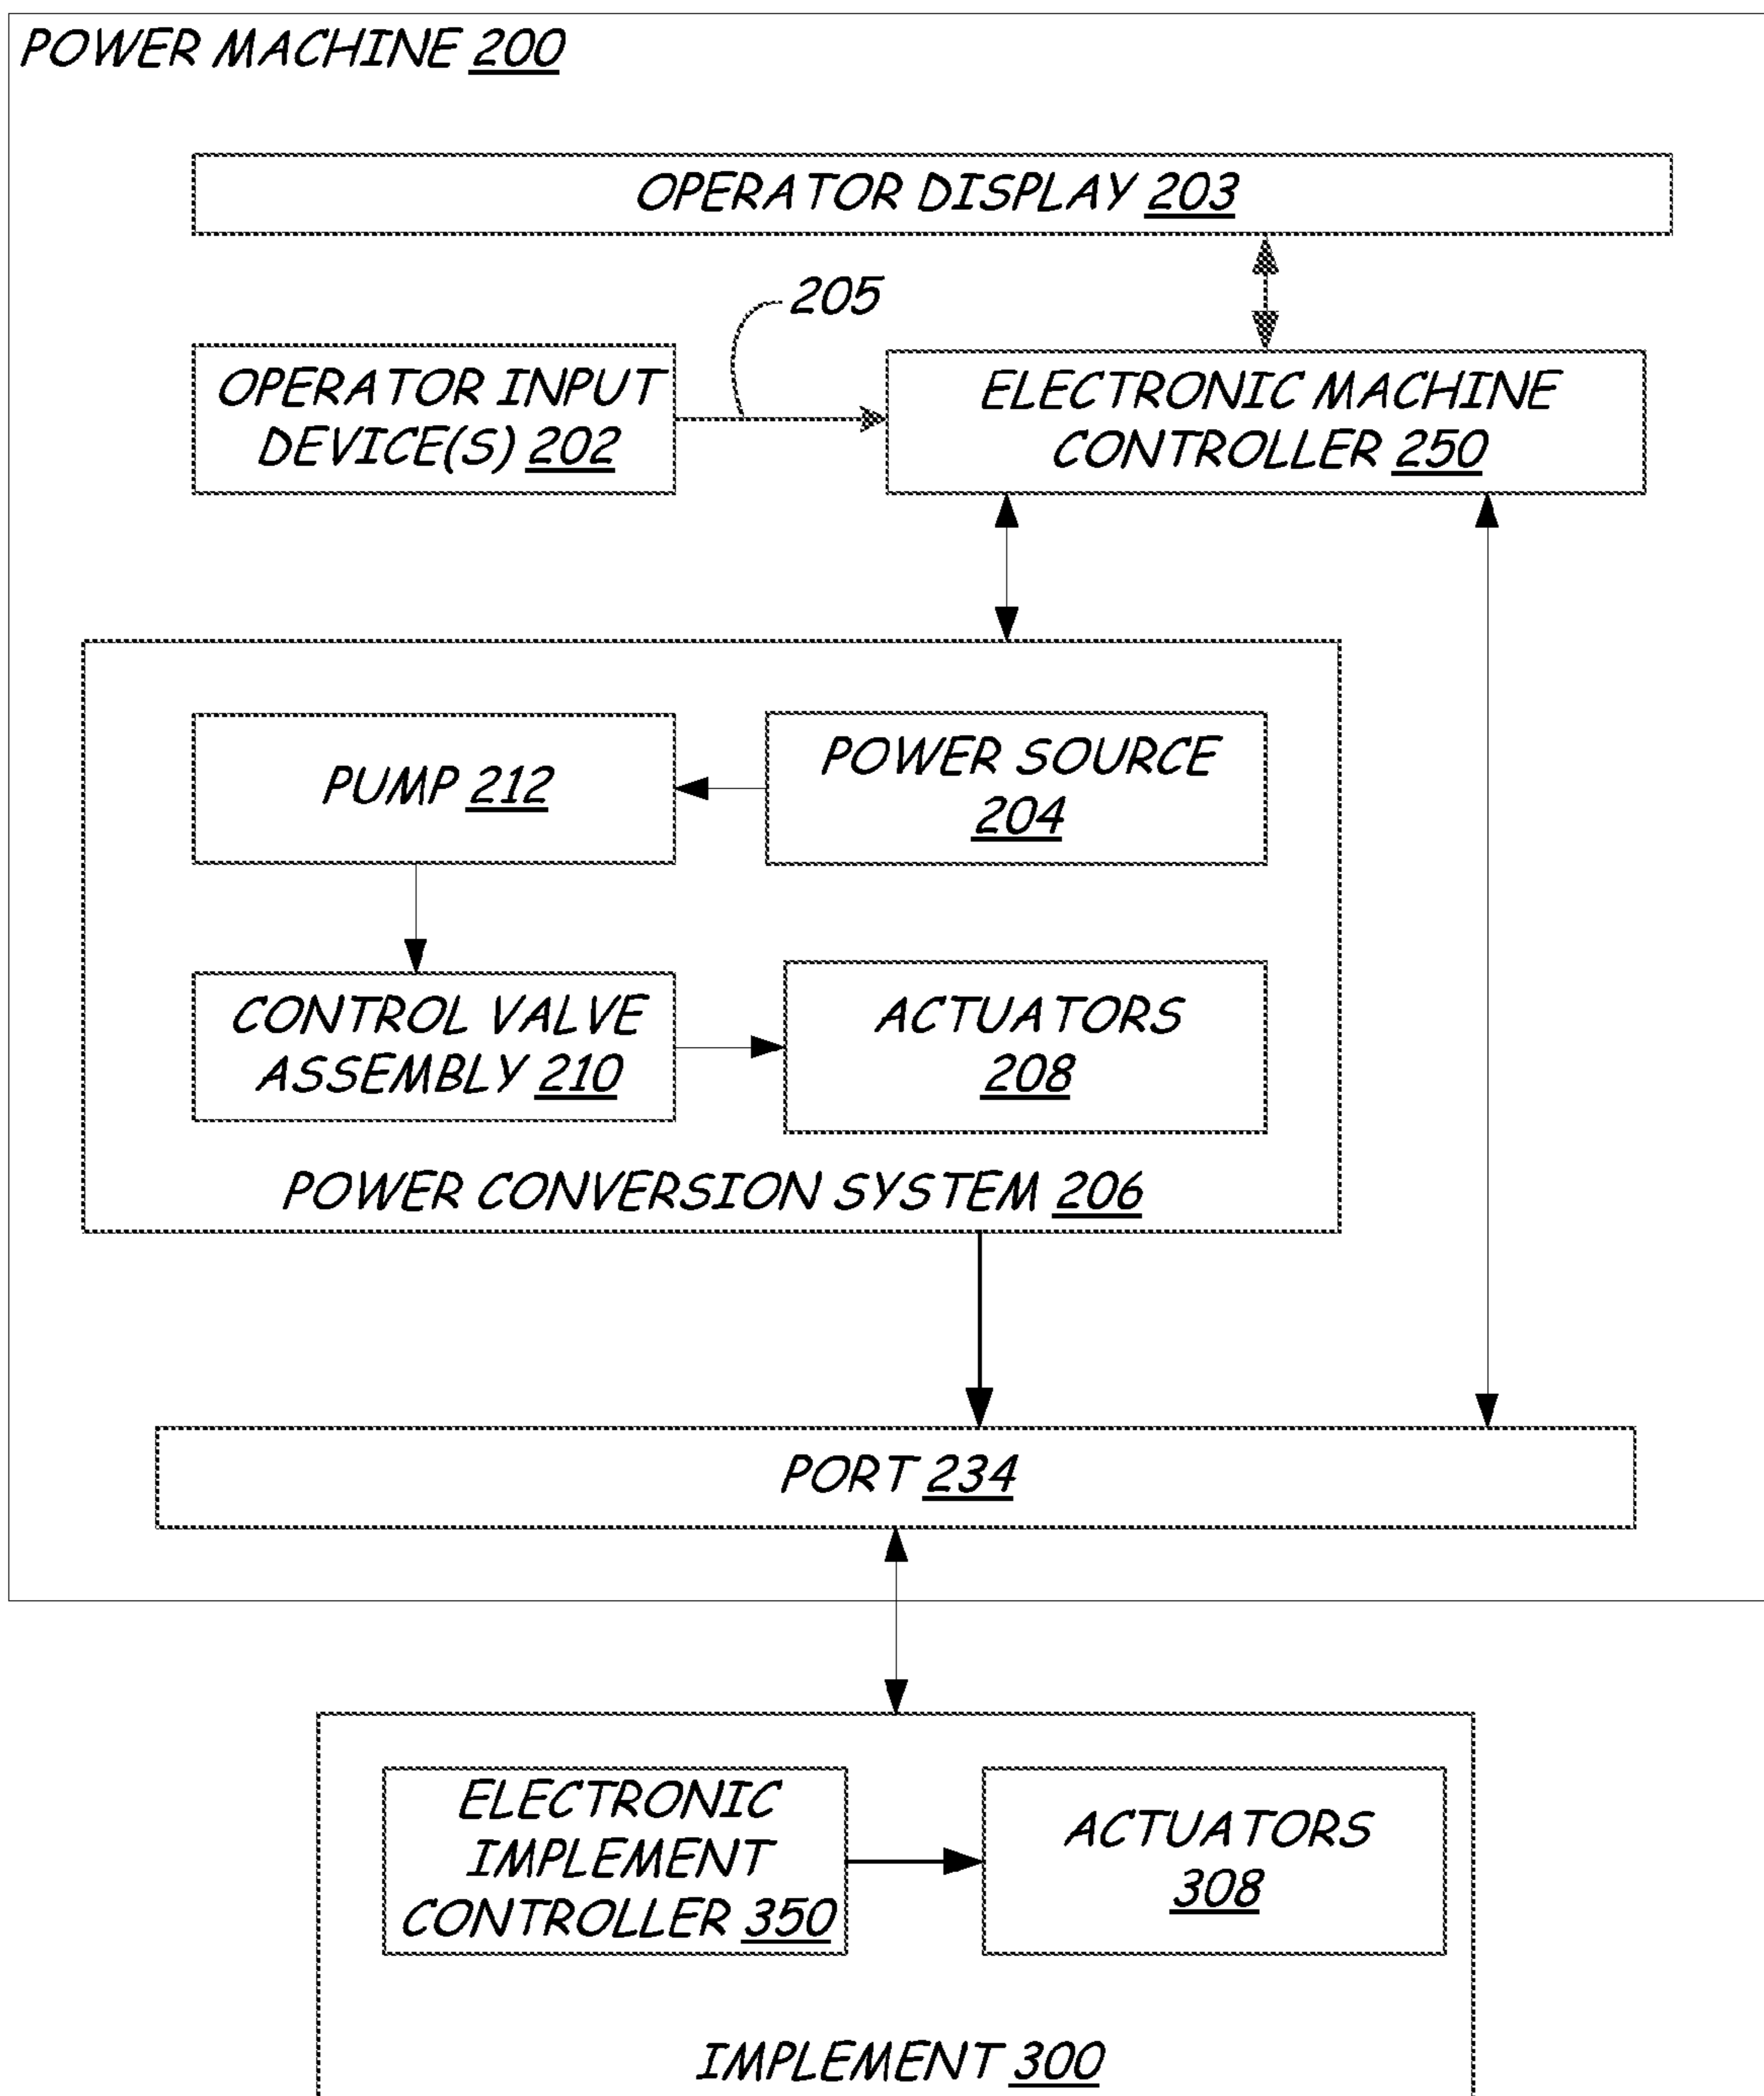 POWER MACHINE 200
OPERATOR DISPLAY 203
205
OPERATOR INPUT
DEVICE(S) 202
ELECTRONIC MACHINE
CONTROLLER 250
PUMP 212
POWER SOURCE
204
CONTROL VALVE
ASSEMBLY 210
ACTUATORS
208
POWER CONVERSION SYSTEM 206
PORT 234
ELECTRONIC
IMPLEMENT
CONTROLLER 350
ACTUATORS
308
IMPLEMENT 300